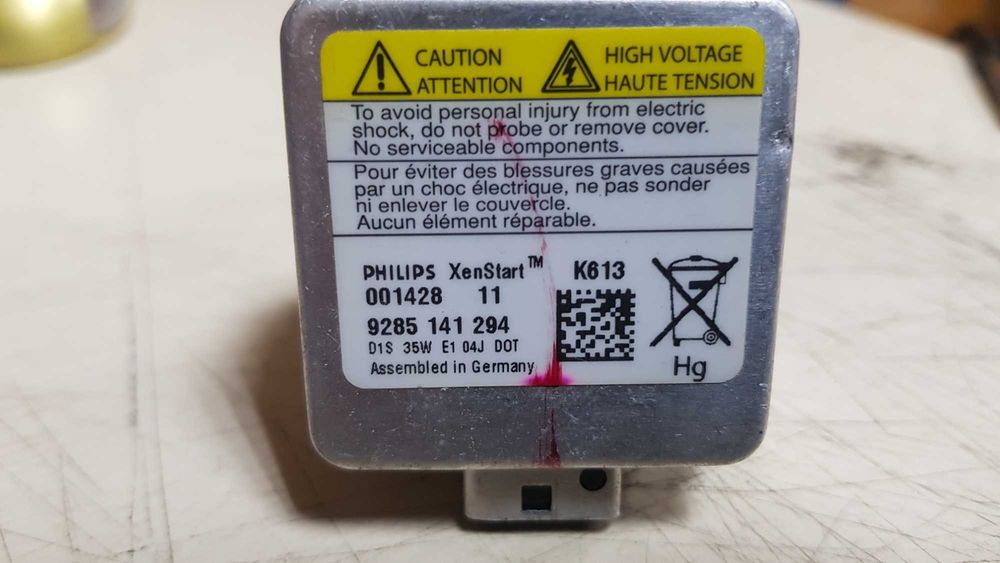 CAUTION
ATTENTION
HIGH VOLTAGE
HAUTE TENSION
To avoid personal injury from electric
shock, do not probe or remove cover.
No serviceable components.
Pour éviter des blessures graves causées
par un choc électrique, ne pas sonder
ni enlever le couvercle.
Aucun élément réparable.
PHILIPS XenStart™ K613
001428 11
9285 141 294
D1S 35W E1 04J DOT
Assembled in Germany
Hg